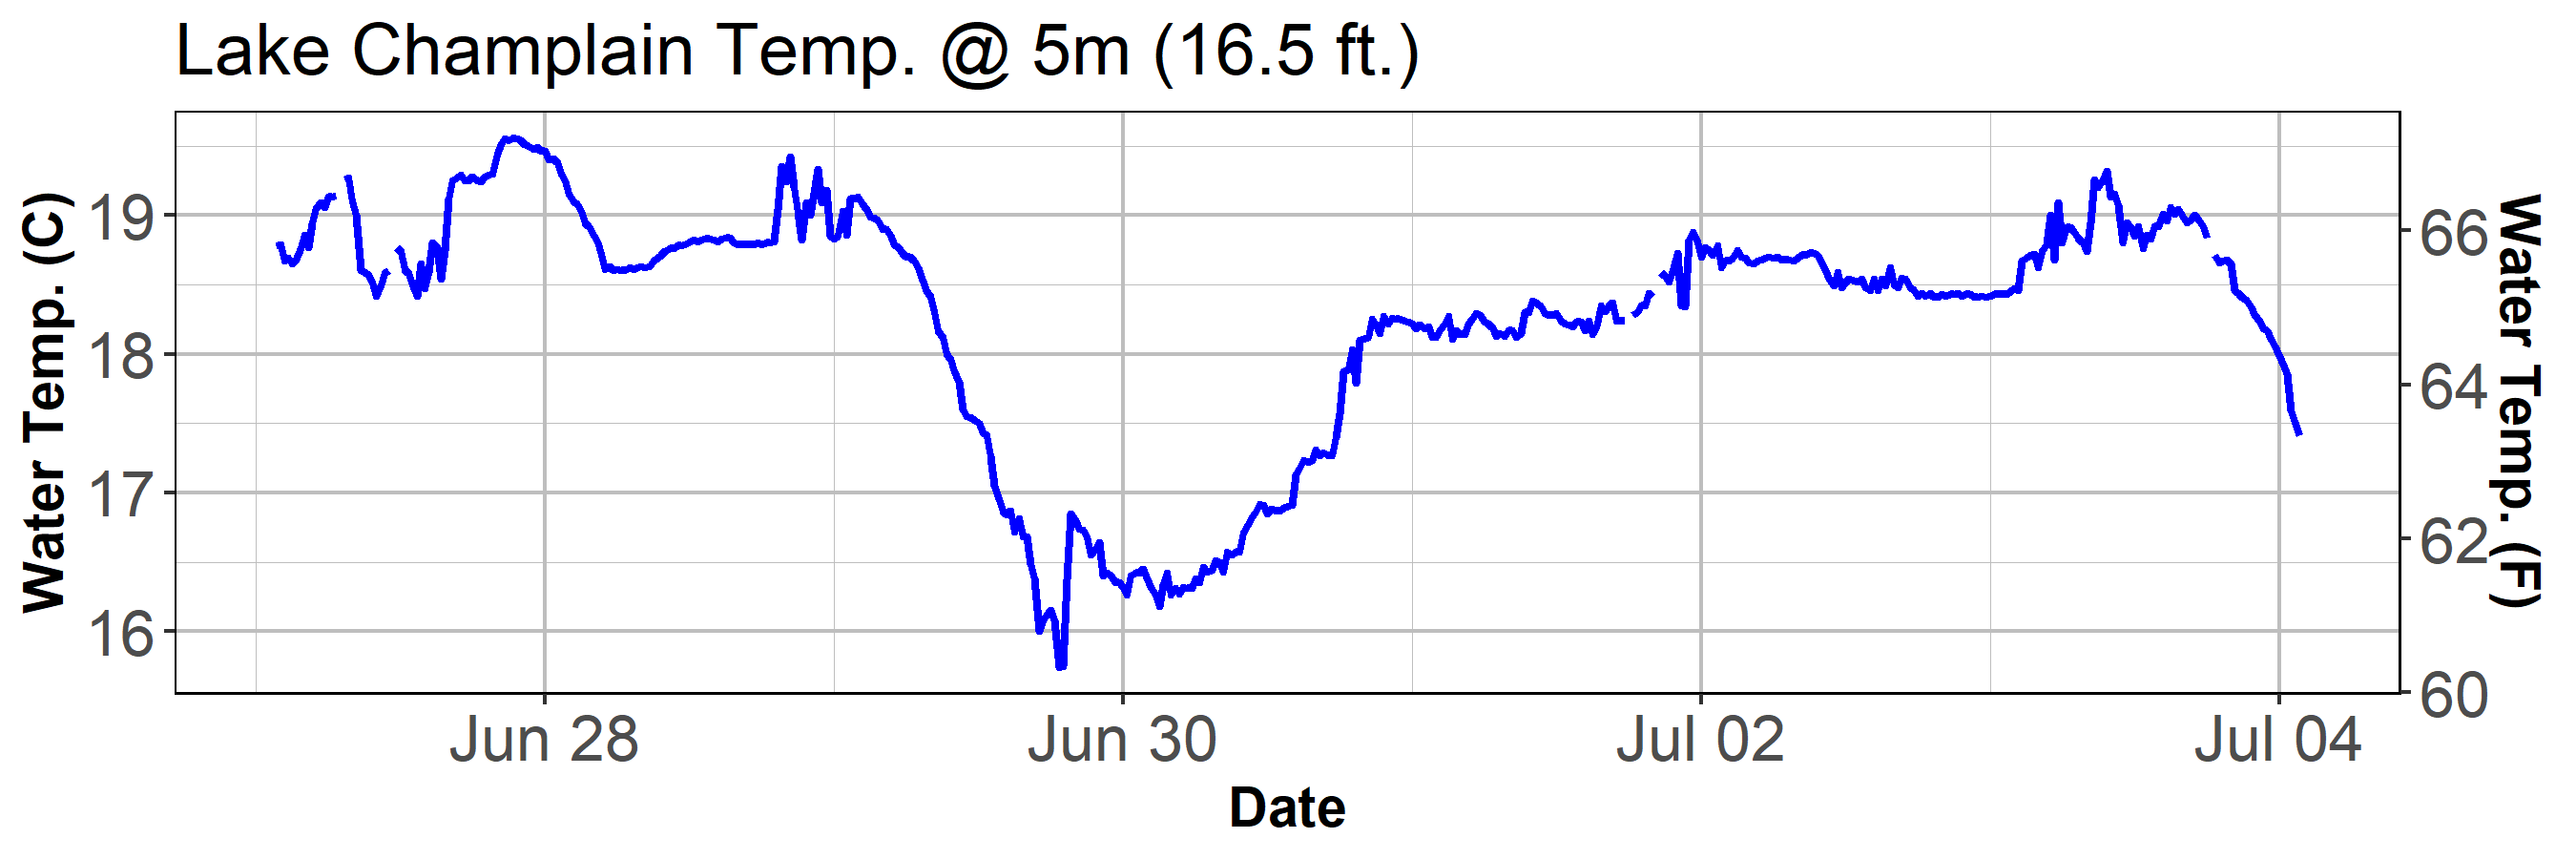 Lake Champlain Temp. @ 5m (16.5 ft.)
Water Temp. (C)
19
18
17
16
66
64
62
60
Water Temp. (F)
Jun 28
Jun 30
Jul 02
Jul 04
Date